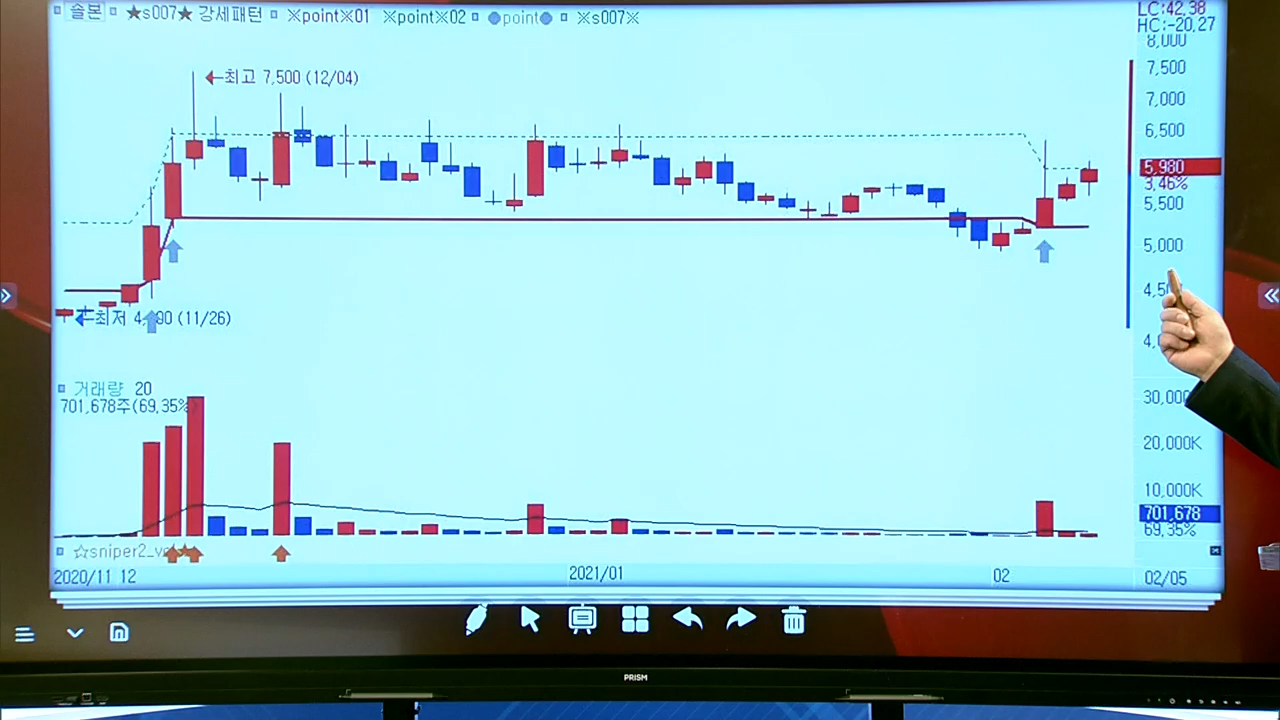 솔본 ★s007★ 강세패턴 ※point※01 ※point※02 ●point● ※s007※
LC:42,38
HC:-20,27
8,000
최고 7,500 (12/04)
7,500
7,000
6,500
5,980
3,46%
5,500
5,000
최저 (11/26)
거래량 20
701,678주(69,35%
30,000
20,000K
10,000K
701,678
69,35%
☆sniper2_
2020/11 12
2021/01
02
02/05
PRISM